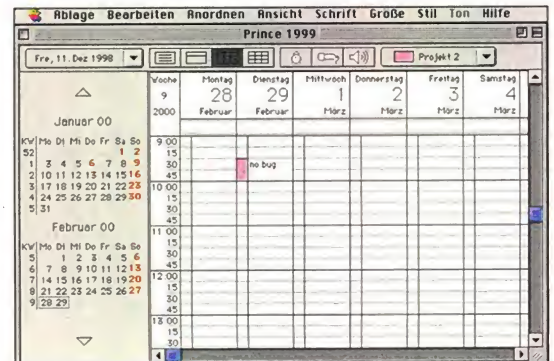 Ablage Bearbeiten Anordnen Ansicht Schrift Größe Stil Ton Hilfe
Prince 1999
Fre, 11. Dez 1998
Projekt 2
Woche Montag Dienstag Mittwoch Donnerstag Freitag Samstag
9 28 29 1 2 3 4
2000 Februar Februar März März März März
Januar 00
KW Mo Di Mi Do Fr Sa So
52 1 2
1 3 4 5 6 7 8 9
2 10 11 12 13 14 15 16
3 17 18 19 20 21 22 23
4 24 25 26 27 28 29 30
5 31
Februar 00
KW Mo Di Mi Do Fr Sa So
5 1 2 3 4 5 6
6 7 8 9 10 11 12 13
7 14 15 16 17 18 19 20
8 21 22 23 24 25 26 27
9 28 29
9 00
15
30 no bug
45
10 00
15
30
45
11 00
15
30
45
12 00
15
30
45
13 00
15
30